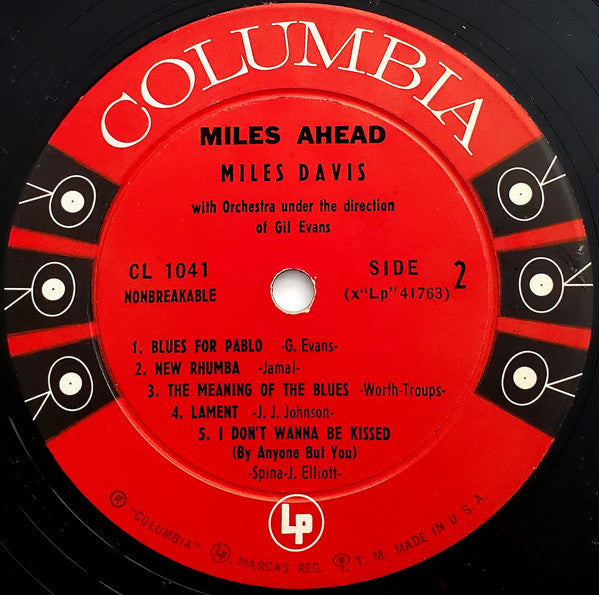 COLUMBIA
MILES AHEAD
MILES DAVIS
with Orchestra under the direction
of Gil Evans
CL 1041
NONBREAKABLE
SIDE 2
(x"Lp"41763)
1. BLUES FOR PABLO -G. Evans-
2. NEW RHUMBA -Jamal-
3. THE MEANING OF THE BLUES -Worth-Troups-
4. LAMENT -J. J. Johnson-
5. I DON'T WANNA BE KISSED
(By Anyone But You)
-Spina-J. Elliott-
Lp
® "COLUMBIA" Lp. MARCAS REG. T. M. MADE IN U. S. A.